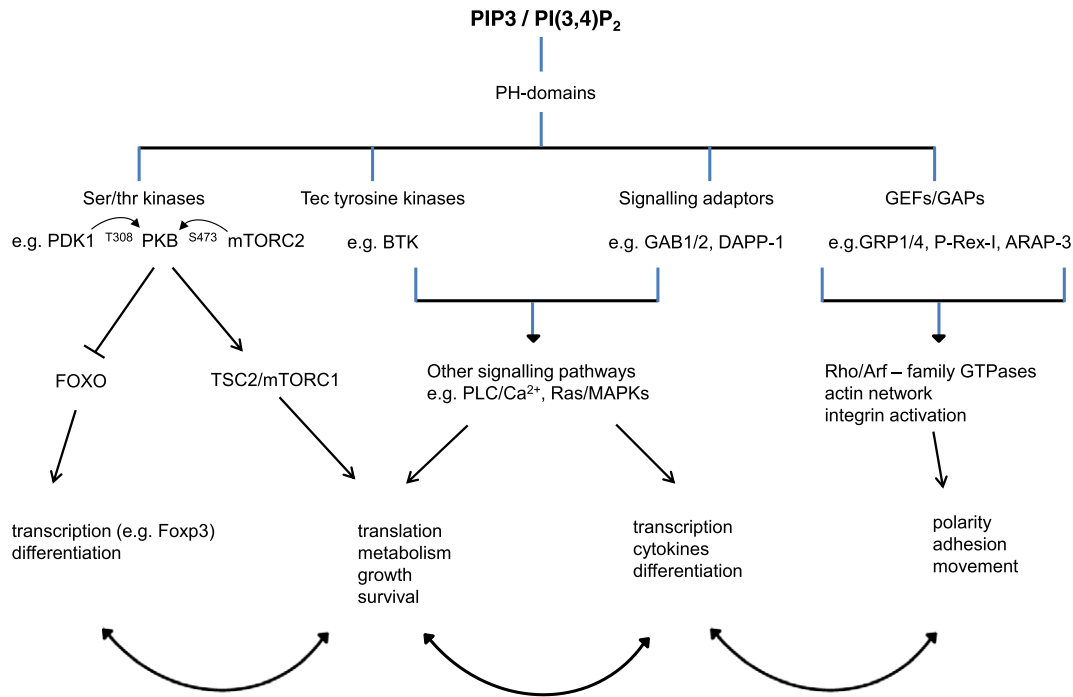 PIP3 / PI(3,4)P₂
PH-domains
Ser/thr kinases
Tec tyrosine kinases
Signalling adaptors
GEFs/GAPs
e.g. PDK1 T308 PKB S473 mTORC2
e.g. BTK
e.g. GAB1/2, DAPP-1
e.g.GRP1/4, P-Rex-I, ARAP-3
FOXO
TSC2/mTORC1
Other signalling pathways
e.g. PLC/Ca²⁺, Ras/MAPKs
Rho/Arf – family GTPases
actin network
integrin activation
transcription (e.g. Foxp3)
differentiation
translation
metabolism
growth
survival
transcription
cytokines
differentiation
polarity
adhesion
movement